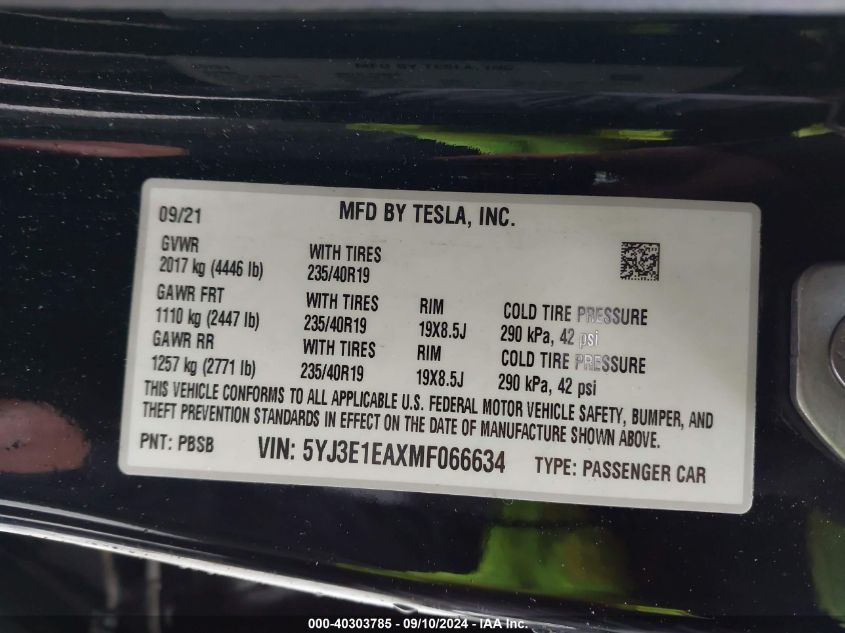 09/21 MFD BY TESLA, INC.
GVWR WITH TIRES
2017 kg (4446 lb) 235/40R19
GAWR FRT WITH TIRES RIM COLD TIRE PRESSURE
1110 kg (2447 lb) 235/40R19 19X8.5J 290 kPa, 42 psi
GAWR RR WITH TIRES RIM COLD TIRE PRESSURE
1257 kg (2771 lb) 235/40R19 19X8.5J 290 kPa, 42 psi
THIS VEHICLE CONFORMS TO ALL APPLICABLE U.S. FEDERAL MOTOR VEHICLE SAFETY, BUMPER, AND
THEFT PREVENTION STANDARDS IN EFFECT ON THE DATE OF MANUFACTURE SHOWN ABOVE.
PNT: PBSB VIN: 5YJ3E1EAXMF066634 TYPE: PASSENGER CAR
000-40303785 - 09/10/2024 - IAA Inc.